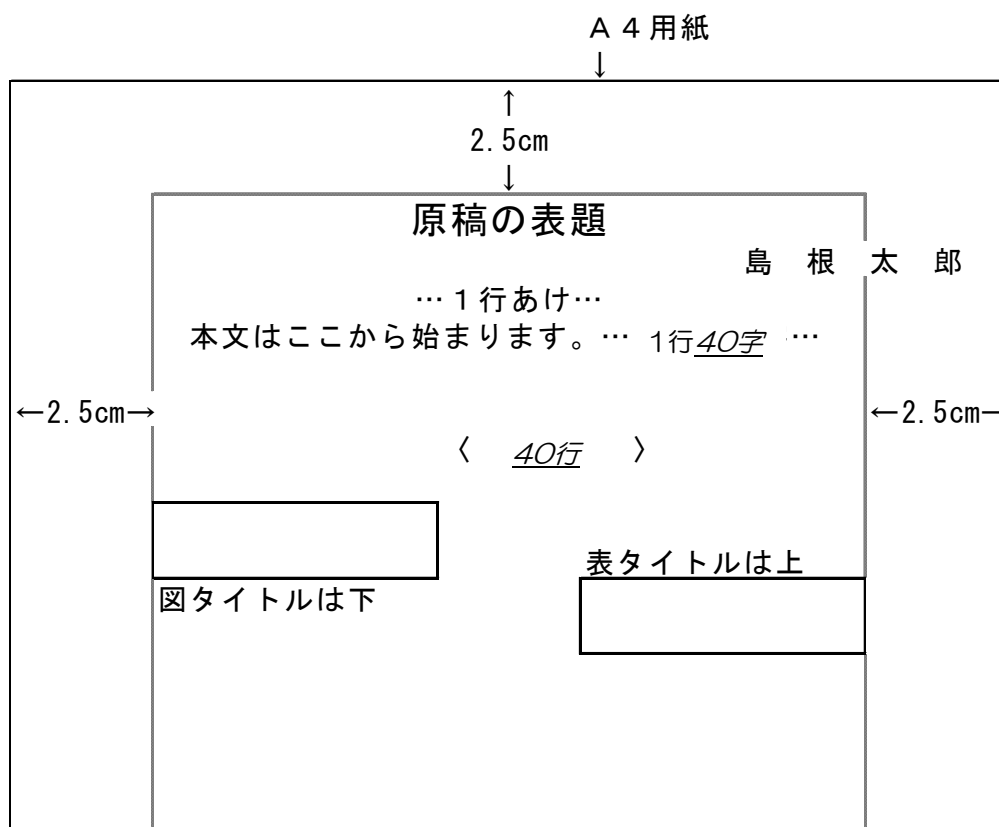 Ａ４用紙
↓
↑
2.5cm
↓
原稿の表題
島　根　太　郎
…１行あけ…
本文はここから始まります。… 1行40字 …
←2.5cm→
←2.5cm
〈　40行　〉
表タイトルは上
図タイトルは下